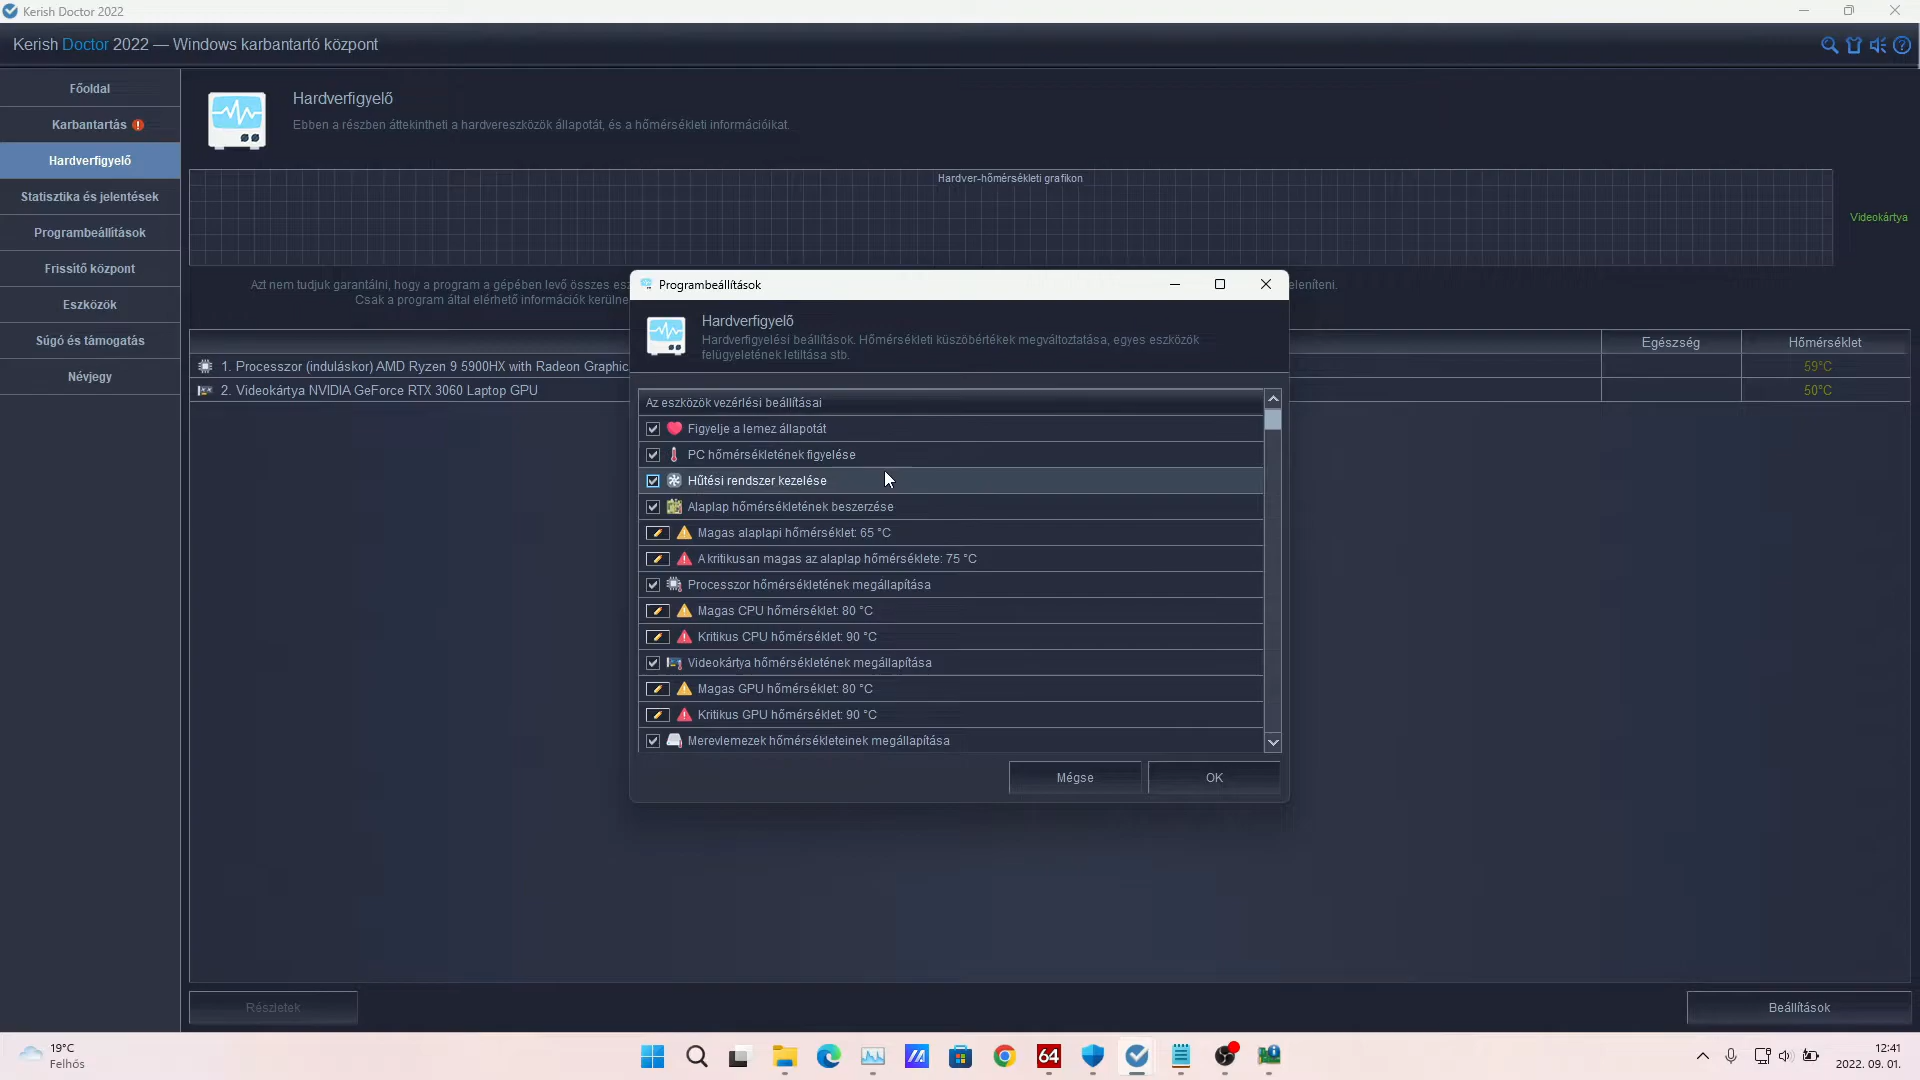 Kerish Doctor 2022
Kerish Doctor 2022 — Windows karbantartó központ
Főoldal
Karbantartás
Hardverfigyelő
Statisztika és jelentések
Programbeállítások
Frissítő központ
Eszközök
Súgó és támogatás
Névjegy
Hardverfigyelő
Ebben a részben áttekintheti a hardvereszközök állapotát, és a hőmérsékleti információikat.
Hardver-hőmérsékleti grafikon
Videokártya
Azt nem tudjuk garantálni, hogy a program a gépében levő összes
Csak a program által elérhető információk
Egészség
Hőmérséklet
1. Processzor (induláskor) AMD Ryzen 9 5900HX with Radeon Graphic
59°C
2. Videokártya NVIDIA GeForce RTX 3060 Laptop GPU
50°C
Programbeállítások
Hardverfigyelő
Hardverfigyelési beállítások. Hőmérsékleti küszöbértékek megváltoztatása, egyes eszközök
felügyeletének letiltása stb.
Az eszközök vezérlési beállításai
Figyelje a lemez állapotát
PC hőmérsékletének figyelése
Hűtési rendszer kezelése
Alaplap hőmérsékletének beszerzése
Magas alaplapi hőmérséklet: 65 °C
A kritikusan magas az alaplap hőmérséklete: 75 °C
Processzor hőmérsékletének megállapítása
Magas CPU hőmérséklet: 80 °C
Kritikus CPU hőmérséklet: 90 °C
Videokártya hőmérsékletének megállapítása
Magas GPU hőmérséklet: 80 °C
Kritikus GPU hőmérséklet: 90 °C
Merevlemezek hőmérsékleteinek megállapítása
Mégse
OK
Részletek
Beállítások
19°C
Felhős
64
12:41
2022. 09. 01.